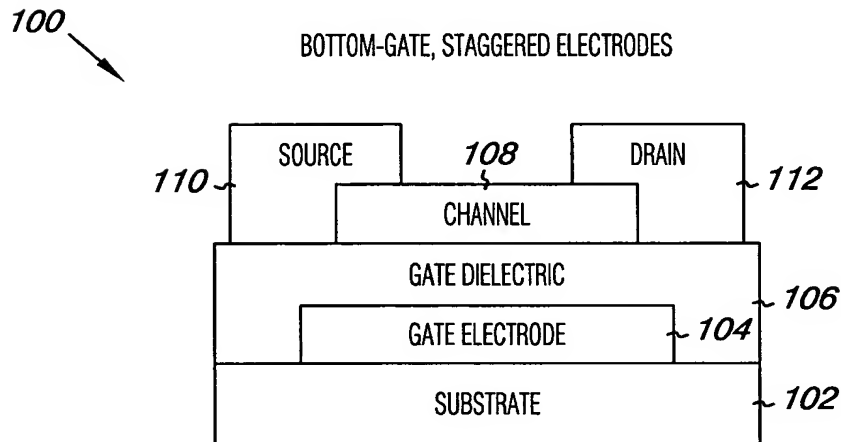 100
BOTTOM-GATE, STAGGERED ELECTRODES
SOURCE
108
DRAIN
110
112
CHANNEL
GATE DIELECTRIC
106
GATE ELECTRODE
104
SUBSTRATE
102